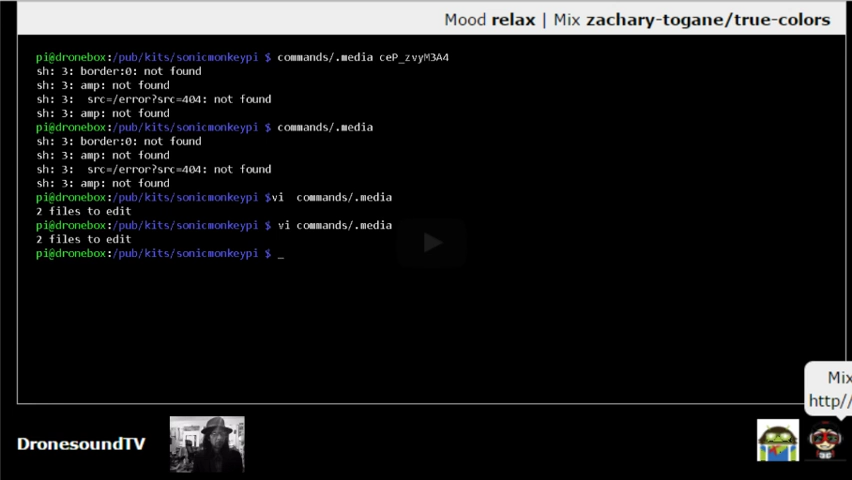 Mood relax | Mix zachary-togane/true-colors
pi@dronebox:/pub/kits/sonicmonkeypi $ commands/.media ceP_zvyM3A4
sh: 3: border:0: not found
sh: 3: amp: not found
sh: 3:  src=/error?src=404: not found
sh: 3: amp: not found
pi@dronebox:/pub/kits/sonicmonkeypi $ commands/.media
sh: 3: border:0: not found
sh: 3: amp: not found
sh: 3:  src=/error?src=404: not found
sh: 3: amp: not found
pi@dronebox:/pub/kits/sonicmonkeypi $vi  commands/.media
2 files to edit
pi@dronebox:/pub/kits/sonicmonkeypi $ vi commands/.media
2 files to edit
pi@dronebox:/pub/kits/sonicmonkeypi $ _
Mix
http//
DronesoundTV